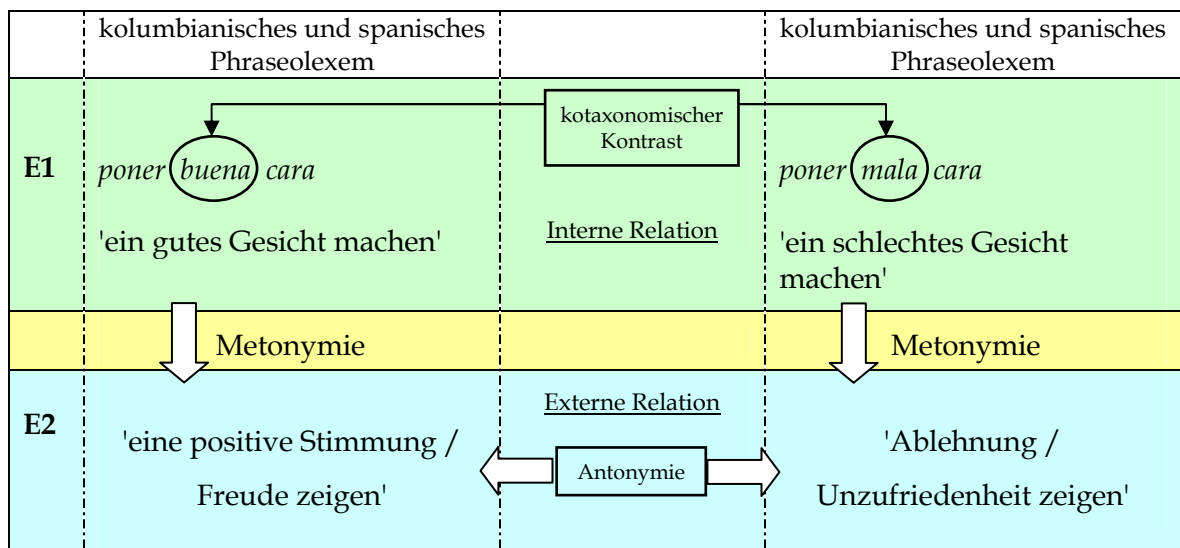 kolumbianisches und spanisches
Phraseolexem
kolumbianisches und spanisches
Phraseolexem
E1
poner buena cara
'ein gutes Gesicht machen'
kotaxonomischer
Kontrast
Interne Relation
poner mala cara
'ein schlechtes Gesicht
machen'
Metonymie
Metonymie
E2
'eine positive Stimmung /
Freude zeigen'
Externe Relation
Antonymie
'Ablehnung /
Unzufriedenheit zeigen'